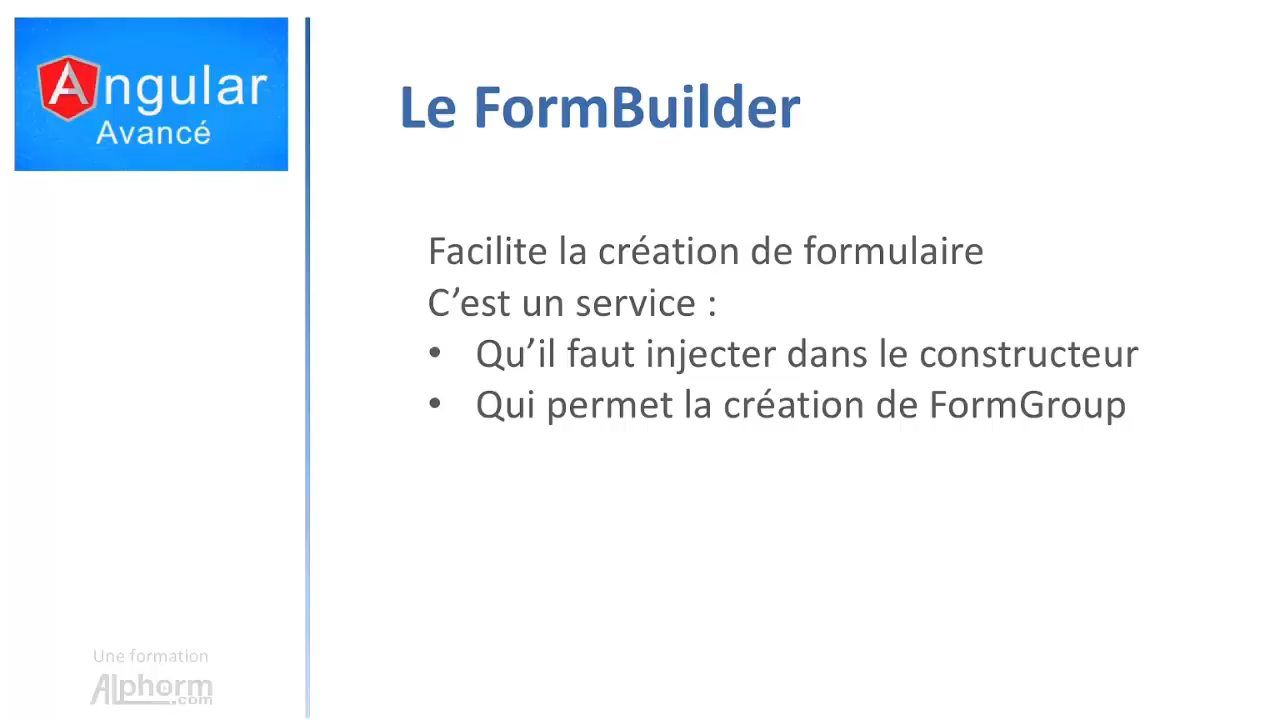 Angular
Avancé
Le FormBuilder
Facilite la création de formulaire
C’est un service :
• Qu’il faut injecter dans le constructeur
• Qui permet la création de FormGroup
Une formation
Alphorm
.com